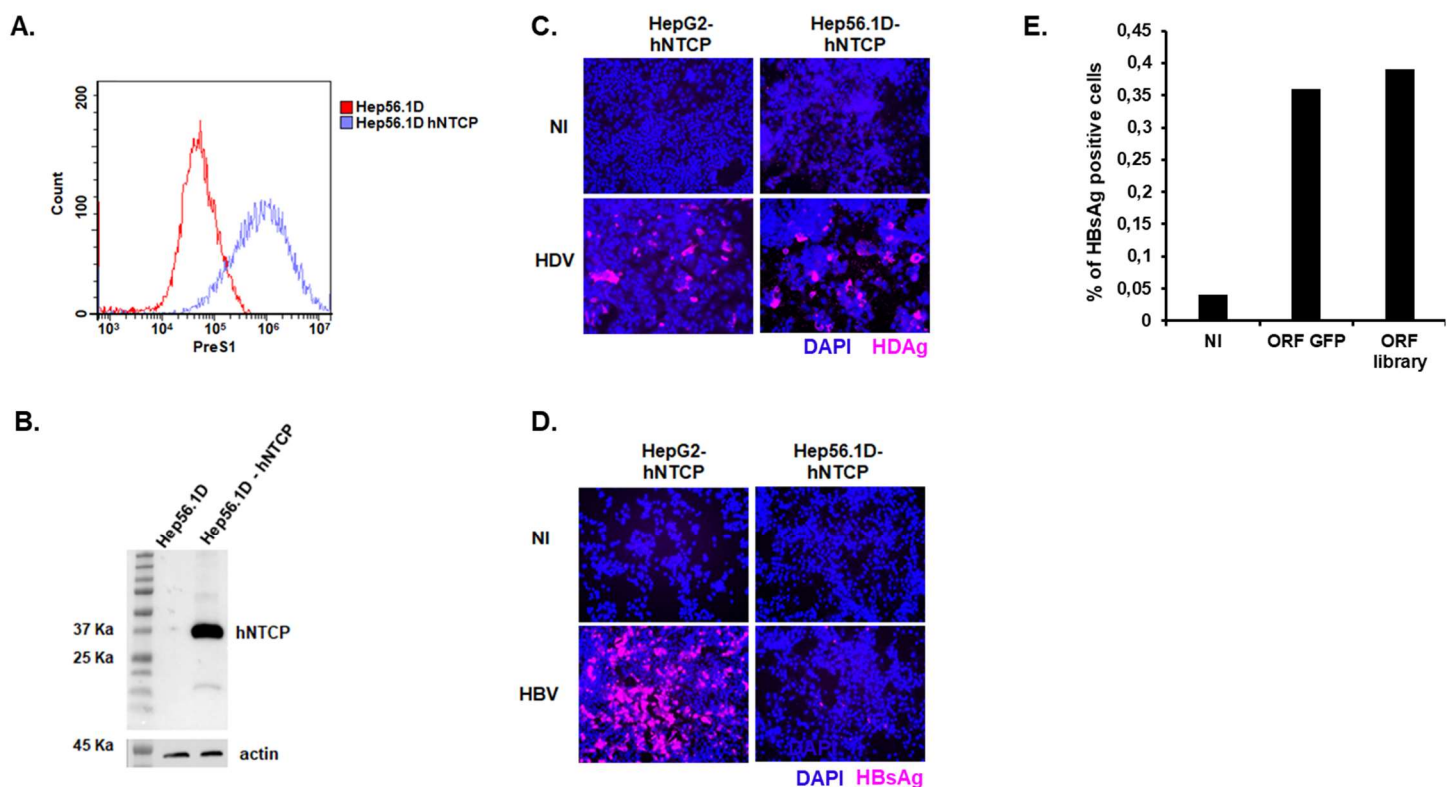 A.
200
100
0
Count
10³ 10⁴ 10⁵ 10⁶ 10⁷
PreS1
Hep56.1D
Hep56.1D hNTCP
B.
Hep56.1D
Hep56.1D - hNTCP
37 Ka
25 Ka
hNTCP
45 Ka
actin
C.
HepG2-
hNTCP
Hep56.1D-
hNTCP
NI
HDV
DAPI HDAg
D.
HepG2-
hNTCP
Hep56.1D-
hNTCP
NI
HBV
DAPI
DAPI HBsAg
E.
% of HBsAg positive cells
0,45
0,4
0,35
0,3
0,25
0,2
0,15
0,1
0,05
0
NI
ORF GFP
ORF
library